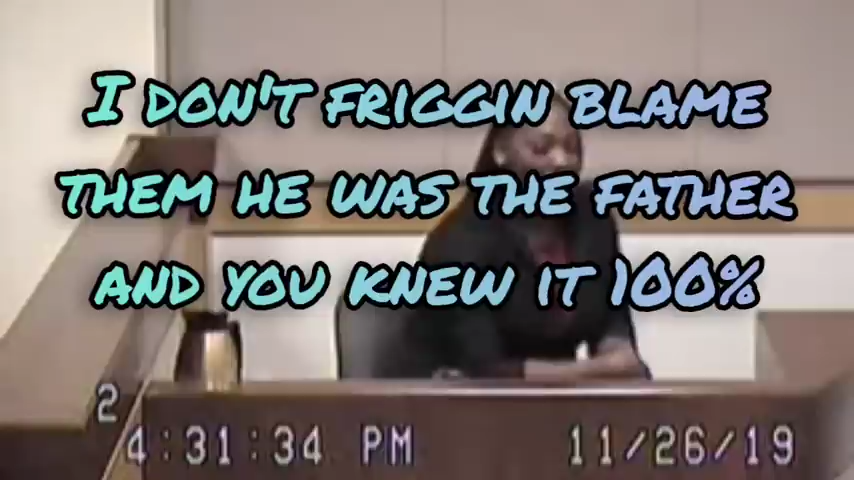 I DON'T FRIGGIN BLAME
THEM HE WAS THE FATHER
AND YOU KNEW IT 100%
2
4:31:34 PM 11/26/19